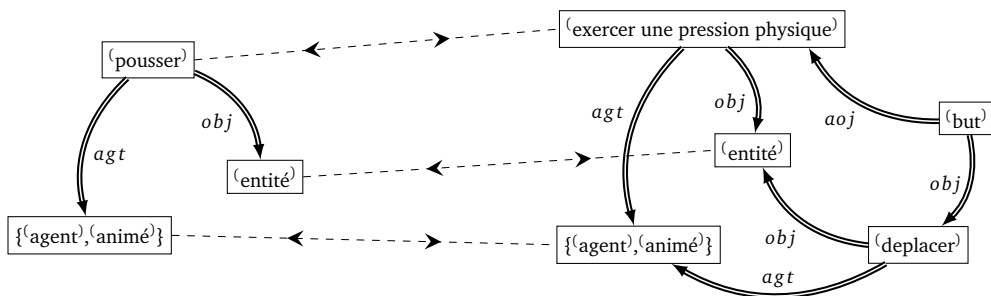 ⁽exercer une pression physique⁾
⁽pousser⁾
agt
obj
agt
obj
aoj
⁽but⁾
⁽entité⁾
⁽entité⁾
obj
{⁽agent⁾,⁽animé⁾}
{⁽agent⁾,⁽animé⁾}
obj
⁽deplacer⁾
agt